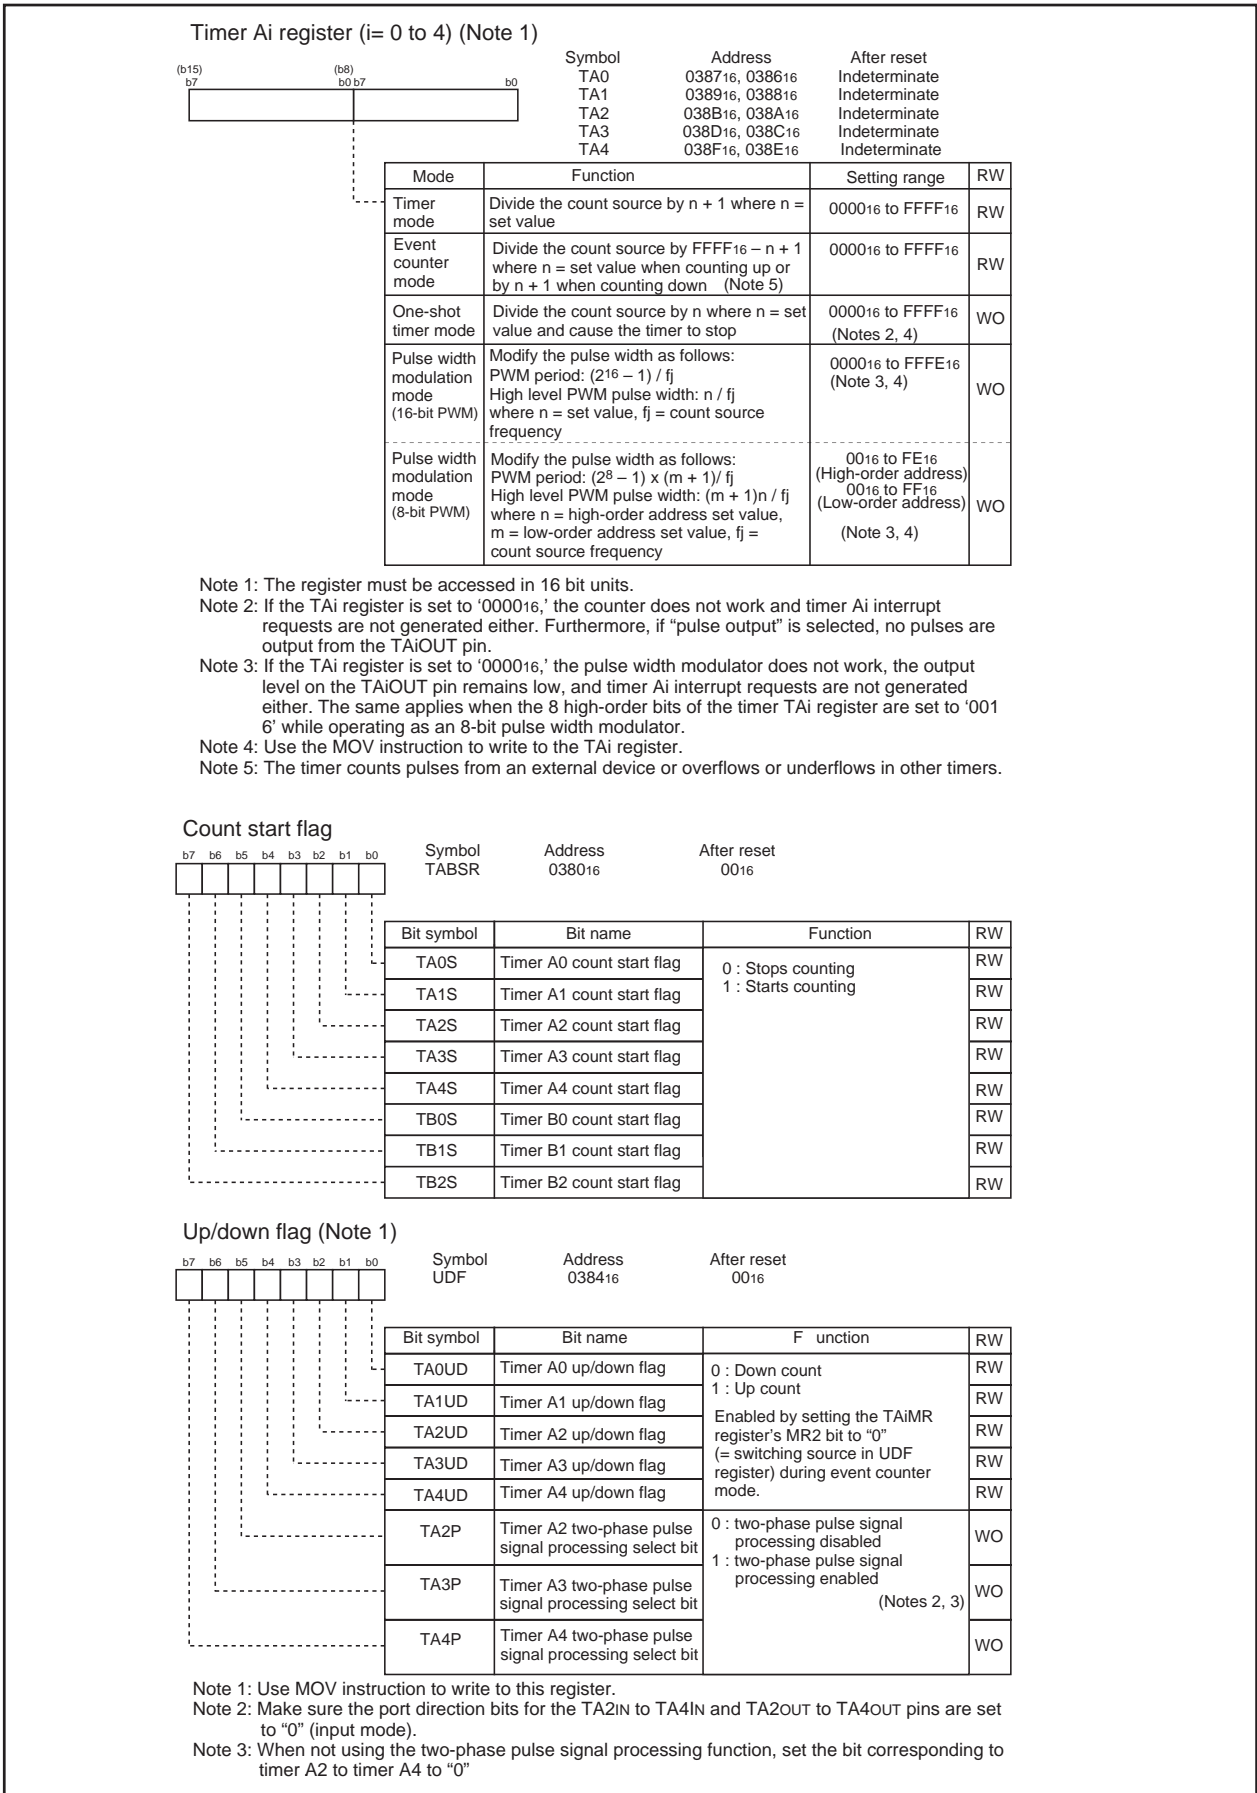 Timer Ai register (i= 0 to 4) (Note 1)
Symbol Address After reset
TA0 038716, 038616 Indeterminate
TA1 038916, 038816 Indeterminate
TA2 038B16, 038A16 Indeterminate
TA3 038D16, 038C16 Indeterminate
TA4 038F16, 038E16 Indeterminate
(b15) (b8)
b7 b0 b7 b0
Mode Function Setting range RW
Timer mode Divide the count source by n + 1 where n = set value 000016 to FFFF16 RW
Event counter mode Divide the count source by FFFF16 – n + 1 where n = set value when counting up or by n + 1 when counting down (Note 5) 000016 to FFFF16 RW
One-shot timer mode Divide the count source by n where n = set value and cause the timer to stop 000016 to FFFF16 (Notes 2, 4) WO
Pulse width modulation mode (16-bit PWM) Modify the pulse width as follows:
PWM period: (216 – 1) / fj
High level PWM pulse width: n / fj
where n = set value, fj = count source frequency
000016 to FFFE16 (Note 3, 4) WO
Pulse width modulation mode (8-bit PWM) Modify the pulse width as follows:
PWM period: (28 – 1) x (m + 1)/ fj
High level PWM pulse width: (m + 1)n / fj
where n = high-order address set value,
m = low-order address set value, fj =
count source frequency
0016 to FE16
(High-order address)
0016 to FF16
(Low-order address)
(Note 3, 4) WO
Note 1: The register must be accessed in 16 bit units.
Note 2: If the TAi register is set to ‘000016,’ the counter does not work and timer Ai interrupt
requests are not generated either. Furthermore, if “pulse output” is selected, no pulses are
output from the TAiOUT pin.
Note 3: If the TAi register is set to ‘000016,’ the pulse width modulator does not work, the output
level on the TAiOUT pin remains low, and timer Ai interrupt requests are not generated
either. The same applies when the 8 high-order bits of the timer TAi register are set to ‘001
6’ while operating as an 8-bit pulse width modulator.
Note 4: Use the MOV instruction to write to the TAi register.
Note 5: The timer counts pulses from an external device or overflows or underflows in other timers.
Count start flag
b7 b6 b5 b4 b3 b2 b1 b0
Symbol Address After reset
TABSR 038016 0016
Bit symbol Bit name Function RW
TA0S Timer A0 count start flag 0 : Stops counting RW
TA1S Timer A1 count start flag 1 : Starts counting RW
TA2S Timer A2 count start flag RW
TA3S Timer A3 count start flag RW
TA4S Timer A4 count start flag RW
TB0S Timer B0 count start flag RW
TB1S Timer B1 count start flag RW
TB2S Timer B2 count start flag RW
Up/down flag (Note 1)
b7 b6 b5 b4 b3 b2 b1 b0
Symbol Address After reset
UDF 038416 0016
Bit symbol Bit name F unction RW
TA0UD Timer A0 up/down flag RW
TA1UD Timer A1 up/down flag RW
TA2UD Timer A2 up/down flag RW
TA3UD Timer A3 up/down flag RW
TA4UD Timer A4 up/down flag RW
0 : Down count
1 : Up count
Enabled by setting the TAiMR
register’s MR2 bit to “0”
(= switching source in UDF
register) during event counter
mode.
TA2P Timer A2 two-phase pulse signal processing select bit WO
TA3P Timer A3 two-phase pulse signal processing select bit WO
TA4P Timer A4 two-phase pulse signal processing select bit WO
0 : two-phase pulse signal
processing disabled
1 : two-phase pulse signal
processing enabled
(Notes 2, 3)
Note 1: Use MOV instruction to write to this register.
Note 2: Make sure the port direction bits for the TA2IN to TA4IN and TA2OUT to TA4OUT pins are set
to “0” (input mode).
Note 3: When not using the two-phase pulse signal processing function, set the bit corresponding to
timer A2 to timer A4 to “0”